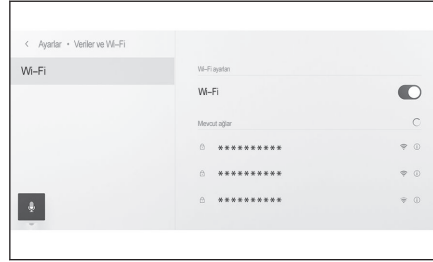 < Ayarlar • Veriler ve Wi-Fi
Wi-Fi
Wi-Fi ayarları
Wi-Fi
Mevcut ağlar
**********
**********
**********